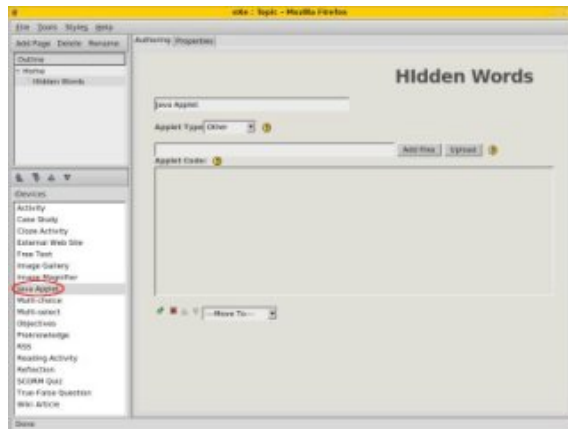 eXe : Topic - Mozilla Firefox
File Tools Styles Help
Add Page Delete Rename
Authoring Properties
Outline
Home
Hidden Words
HIdden Words
Java Applet
Applet Type Other
Add files Upload
Applet Code:
iDevices
Activity
Case Study
Cloze Activity
External Web Site
Free Text
Image Gallery
Image Magnifier
Java Applet
Multi-choice
Multi-select
Objectives
Preknowledge
RSS
Reading Activity
Reflection
SCORM Quiz
True-False Question
Wiki Article
---Move To---
Done